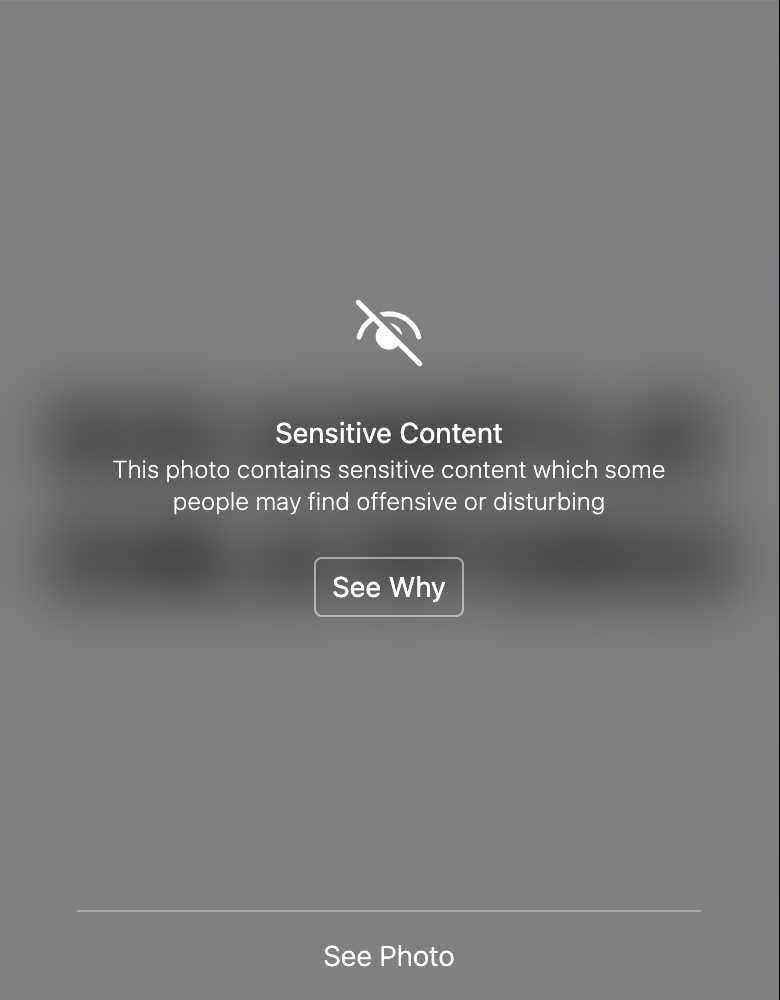 Sensitive Content
This photo contains sensitive content which some
people may find offensive or disturbing
See Why
See Photo